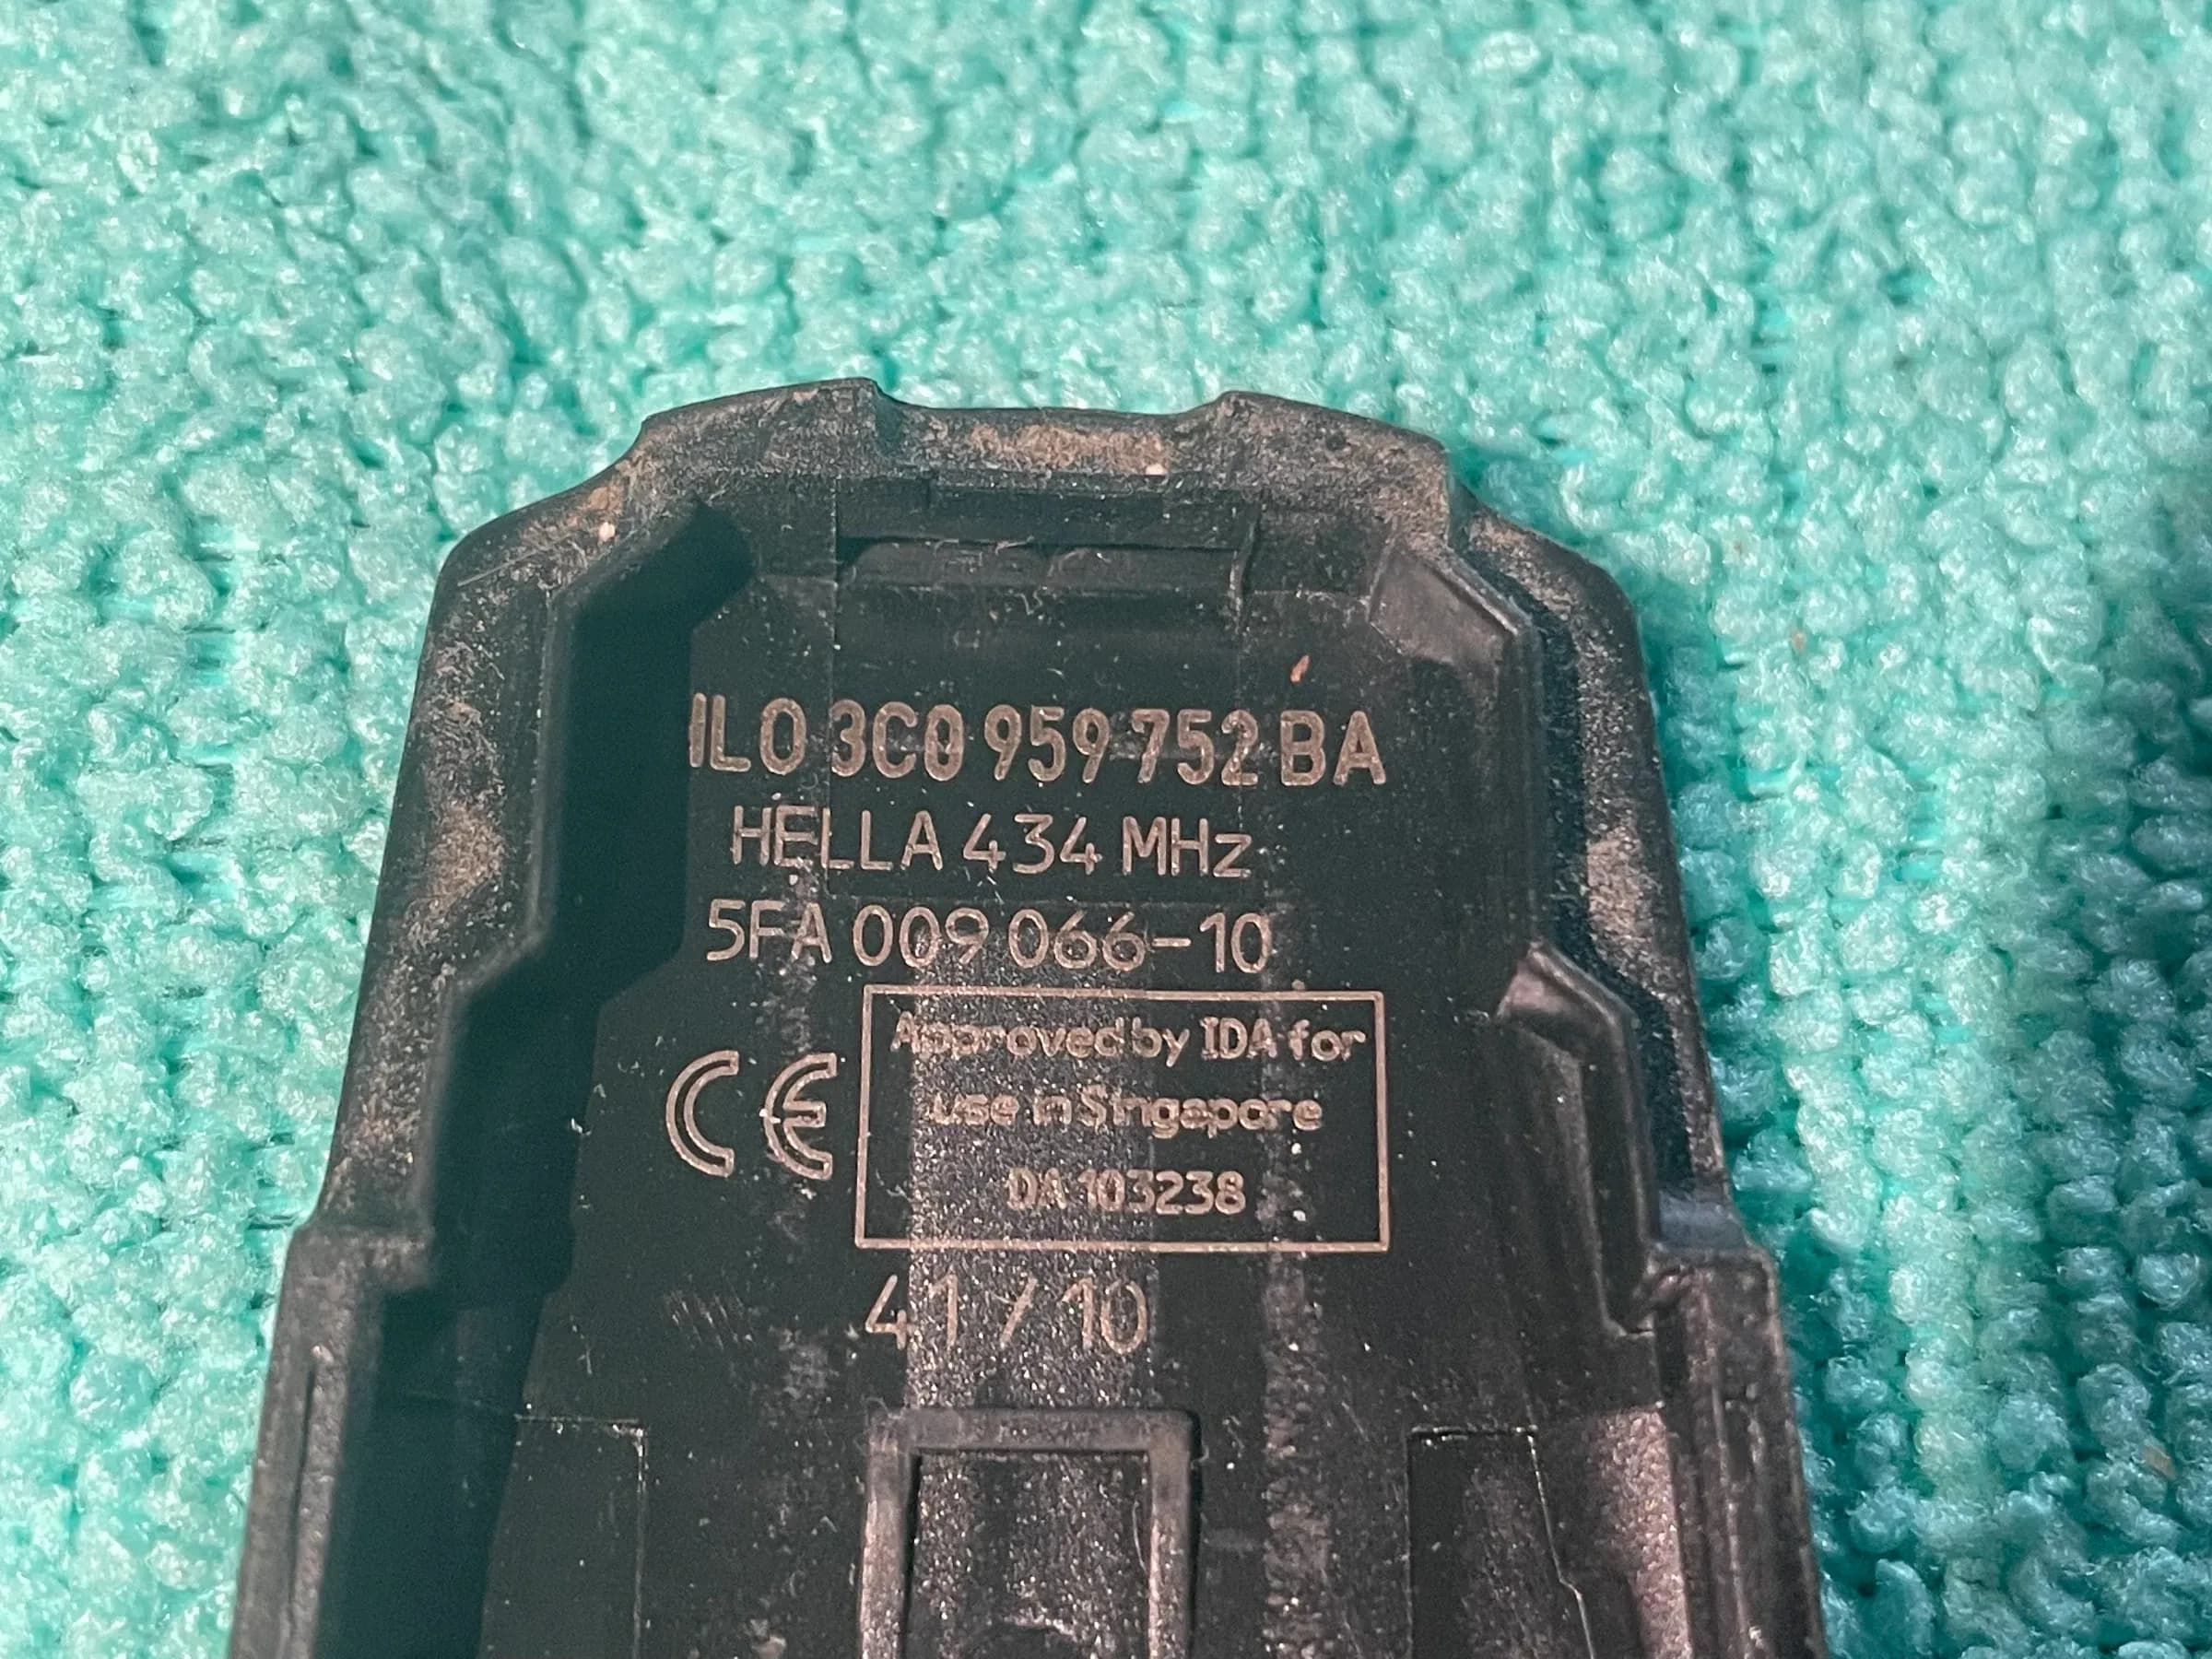 1L0 3C0 959 752 BA
HELLA 434 MHz
5FA 009 066-10
CE
Approved by IDA for
use in Singapore
DA 103238
41 / 10